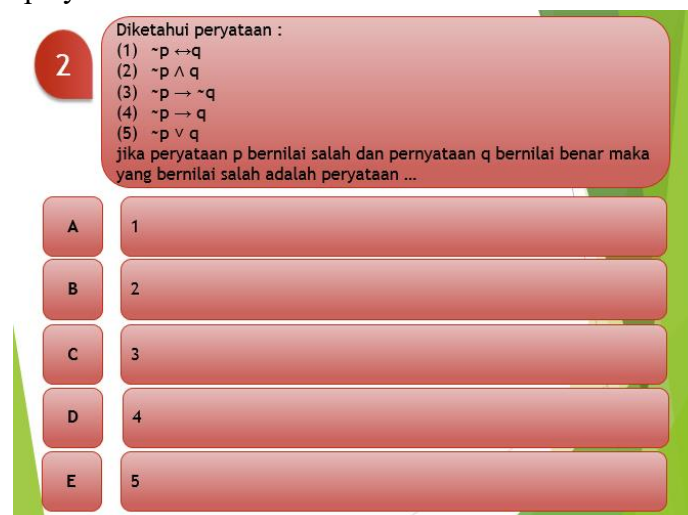 2
Diketahui peryataan :
(1) ~p ↔q
(2) ~p ∧ q
(3) ~p → ~q
(4) ~p → q
(5) ~p ∨ q
jika peryataan p bernilai salah dan pernyataan q bernilai benar maka
yang bernilai salah adalah peryataan ...
A 1
B 2
C 3
D 4
E 5